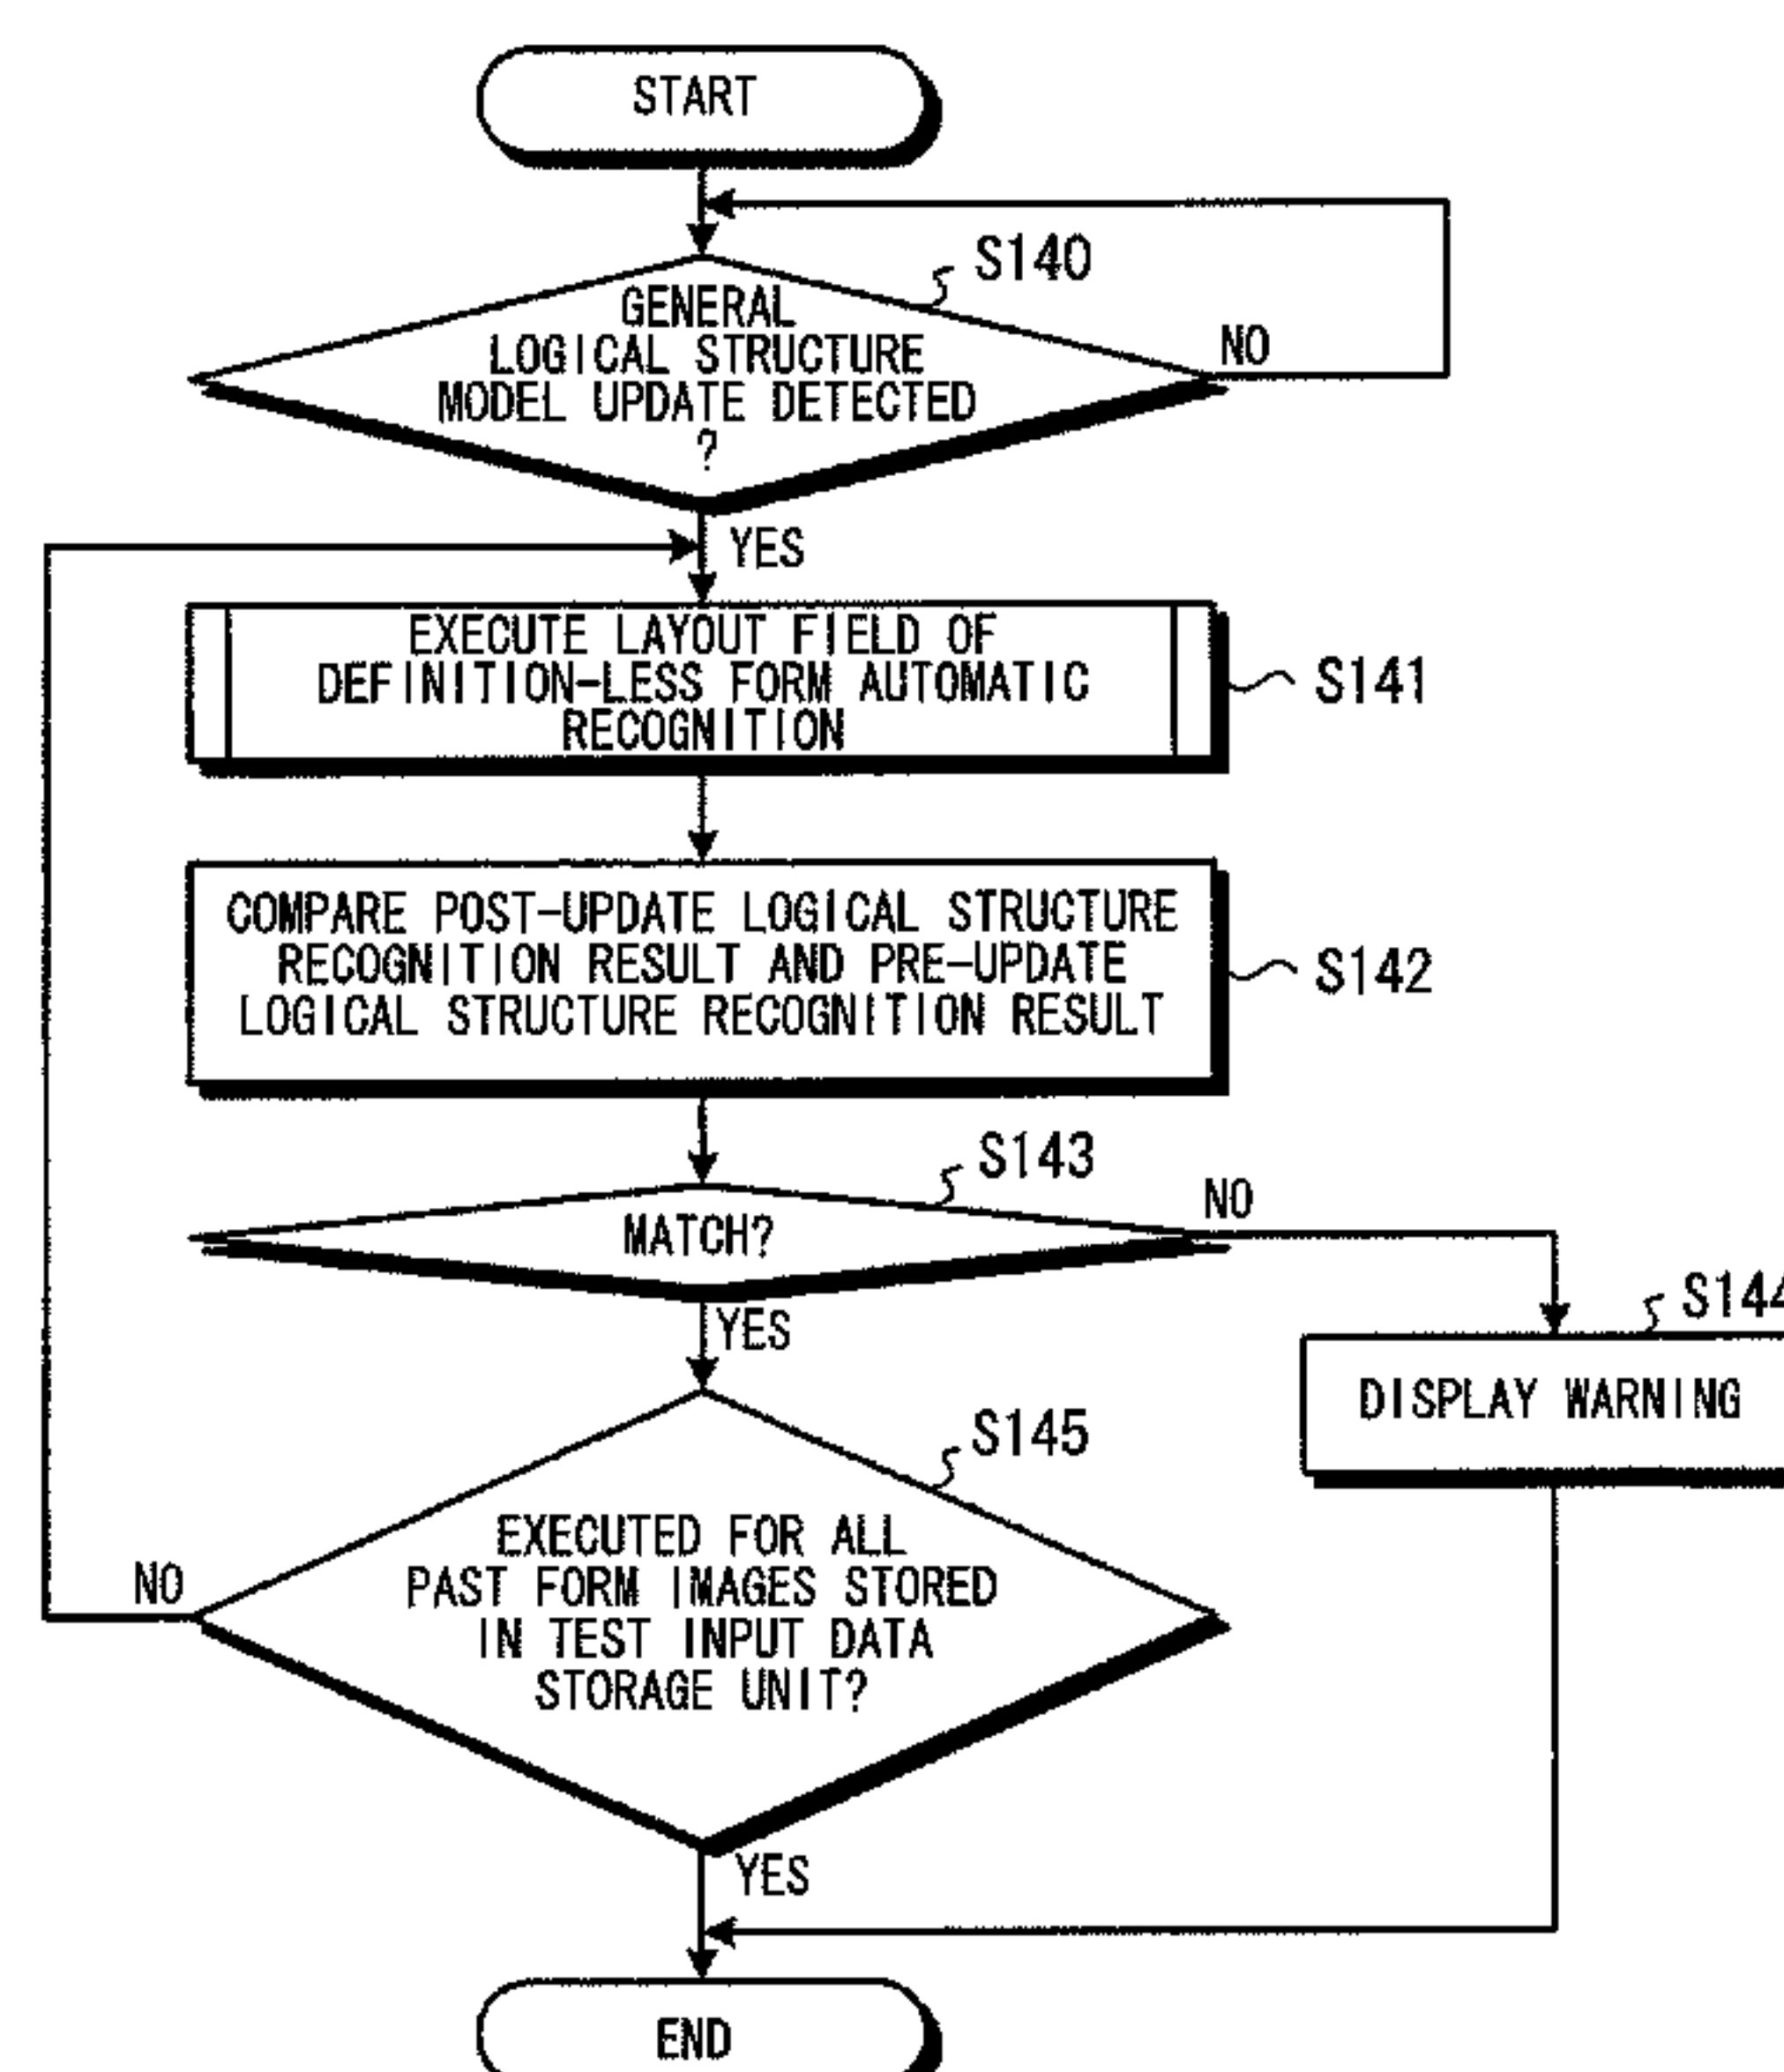 START
S140
GENERAL
LOGICAL STRUCTURE
MODEL UPDATE DETECTED
?
NO
YES
EXECUTE LAYOUT FIELD OF
DEFINITION-LESS FORM AUTOMATIC
RECOGNITION
S141
COMPARE POST-UPDATE LOGICAL STRUCTURE
RECOGNITION RESULT AND PRE-UPDATE
LOGICAL STRUCTURE RECOGNITION RESULT
S142
S143
MATCH?
NO
YES
S144
DISPLAY WARNING
S145
EXECUTED FOR ALL
PAST FORM IMAGES STORED
IN TEST INPUT DATA
STORAGE UNIT?
NO
YES
END